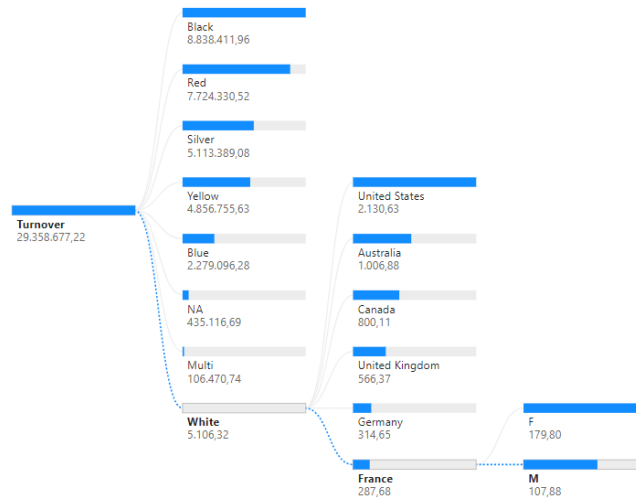 Turnover
29.358.677,22
Black
8.838.411,96
Red
7.724.330,52
Silver
5.113.389,08
Yellow
4.856.755,63
Blue
2.279.096,28
NA
435.116,69
Multi
106.470,74
White
5.106,32
United States
2.130,63
Australia
1.006,88
Canada
800,11
United Kingdom
566,37
Germany
314,65
France
287,68
F
179,80
M
107,88